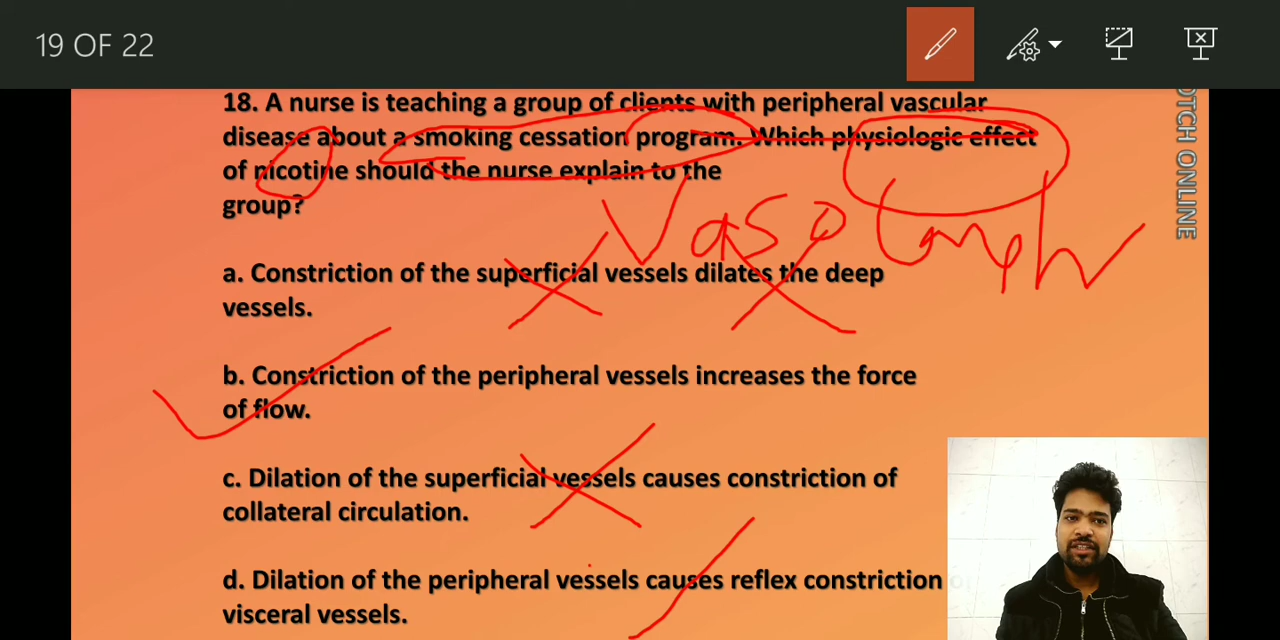 19 OF 22
18. A nurse is teaching a group of clients with peripheral vascular
disease about a smoking cessation program. Which physiologic effect
of nicotine should the nurse explain to the
group?
a. Constriction of the superficial vessels dilates the deep
vessels.
b. Constriction of the peripheral vessels increases the force
of flow.
c. Dilation of the superficial vessels causes constriction of
collateral circulation.
d. Dilation of the peripheral vessels causes reflex constriction
visceral vessels.
Vaso
OTCH ONLINE